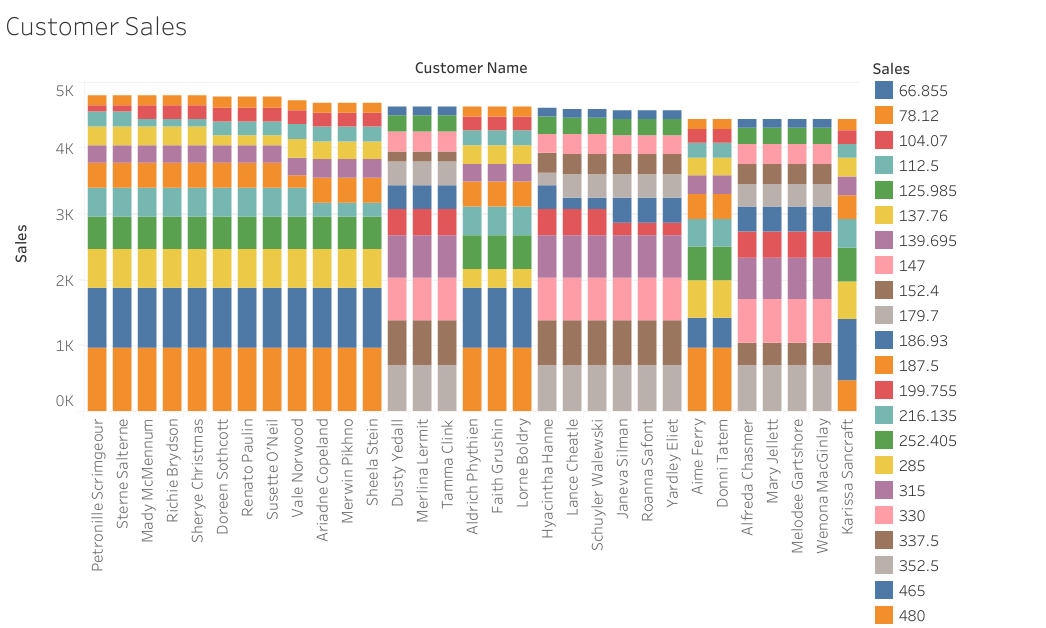 Customer Sales
Customer Name
Sales
5K
4K
3K
2K
1K
0K
Sales
Petronille Scrimgeour
Sterne Salterne
Mady McMennum
Richie Brydson
Sherye Christmas
Doreen Sothcott
Renato Paulin
Susette O'Neil
Vale Norwood
Ariadne Copeland
Merwin Pikhno
Sheela Stein
Dusty Yedall
Merlina Lermit
Tamma Clink
Aldrich Phythien
Faith Grushin
Lorne Boldry
Hyacintha Hanne
Lance Cheatle
Schuyler Walewski
Janeva Silman
Roanna Safont
Yardley Eliet
Aime Ferry
Donni Tatem
Alfreda Chasmer
Mary Jellett
Melodee Gartshore
Wenona MacGinlay
Karissa Sancraft
66.855
78.12
104.07
112.5
125.985
137.76
139.695
147
152.4
179.7
186.93
187.5
199.755
216.135
252.405
285
315
330
337.5
352.5
465
480